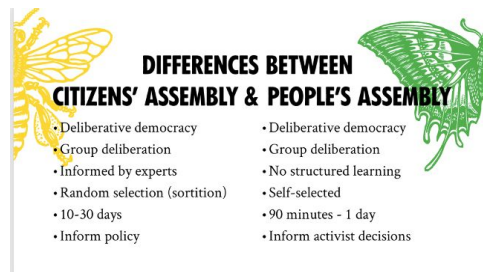 DIFFERENCES BETWEEN
CITIZENS' ASSEMBLY & PEOPLE'S ASSEMBLY
• Deliberative democracy
• Group deliberation
• Informed by experts
• Random selection (sortition)
• 10-30 days
• Inform policy
• Deliberative democracy
• Group deliberation
• No structured learning
• Self-selected
• 90 minutes - 1 day
• Inform activist decisions